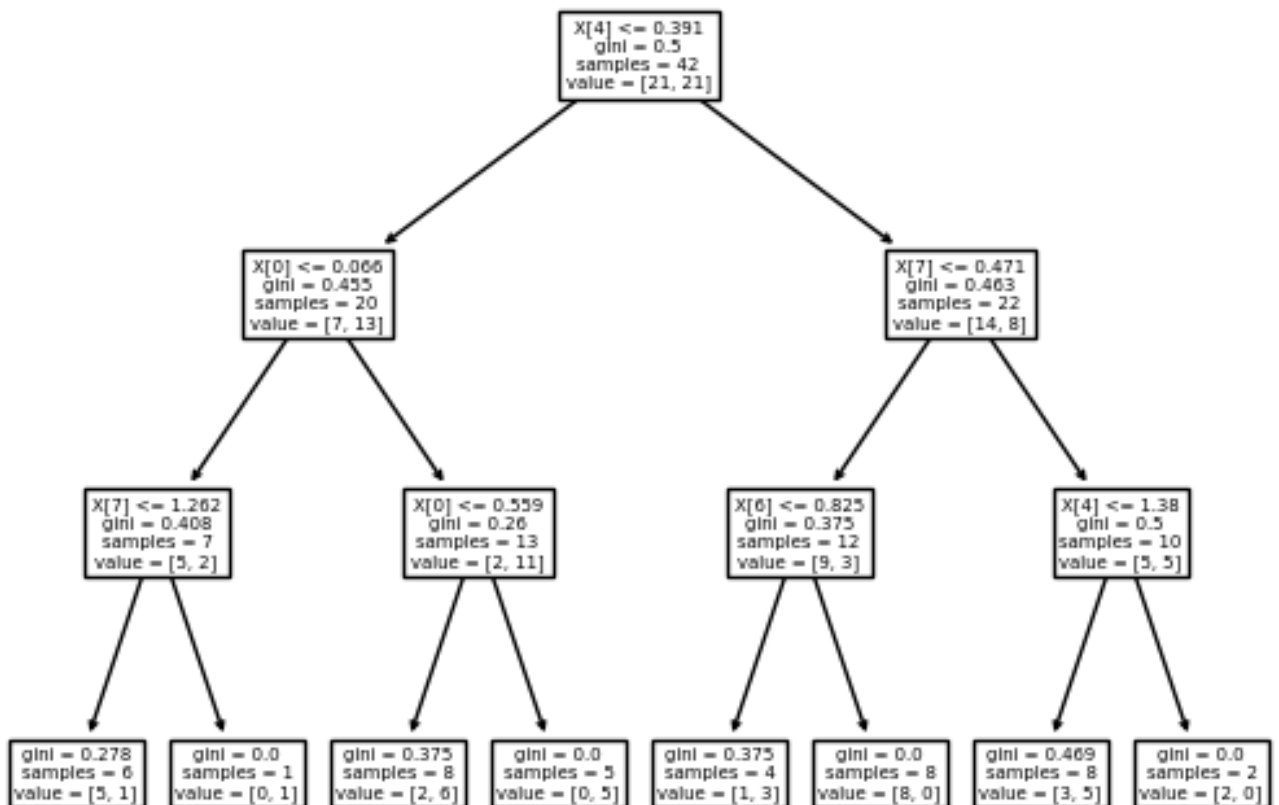 X[4] <= 0.391
gini = 0.5
samples = 42
value = [21, 21]
X[0] <= 0.066
gini = 0.455
samples = 20
value = [7, 13]
X[7] <= 0.471
gini = 0.463
samples = 22
value = [14, 8]
X[7] <= 1.262
gini = 0.408
samples = 7
value = [5, 2]
X[0] <= 0.559
gini = 0.26
samples = 13
value = [2, 11]
X[6] <= 0.825
gini = 0.375
samples = 12
value = [9, 3]
X[4] <= 1.38
gini = 0.5
samples = 10
value = [5, 5]
gini = 0.278
samples = 6
value = [5, 1]
gini = 0.0
samples = 1
value = [0, 1]
gini = 0.375
samples = 8
value = [2, 6]
gini = 0.0
samples = 5
value = [0, 5]
gini = 0.375
samples = 4
value = [1, 3]
gini = 0.0
samples = 8
value = [8, 0]
gini = 0.469
samples = 8
value = [3, 5]
gini = 0.0
samples = 2
value = [2, 0]